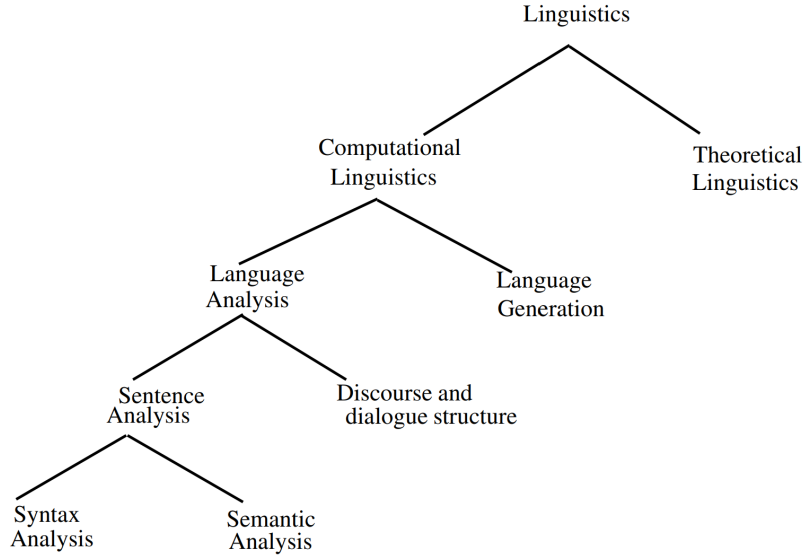 Linguistics
Computational
Linguistics
Theoretical
Linguistics
Language
Analysis
Language
Generation
Sentence
Analysis
Discourse and
dialogue structure
Syntax
Analysis
Semantic
Analysis